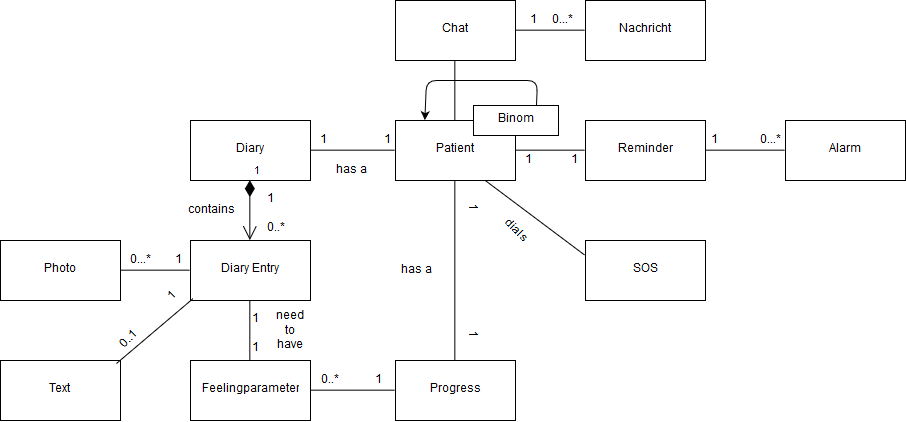 Chat
1
0...*
Nachricht
Binom
Diary
1
1
Patient
1
1
Reminder
1
0...*
Alarm
has a
1
contains
1
0..*
1
dials
Photo
0...*
1
Diary Entry
has a
SOS
1
0..1
1
need
to
have
1
1
Text
Feelingparameter
0..*
1
Progress